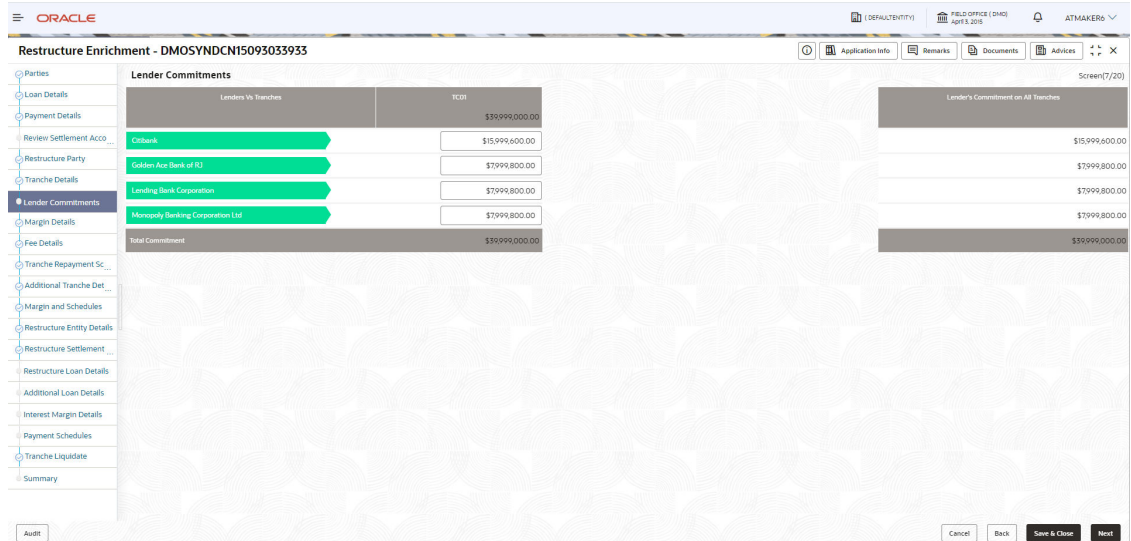 ORACLE
( DEFAULTENTITY)
FIELD OFFICE ( DMO)
April 3, 2015
ATMAKER6
Restructure Enrichment - DMOSYNDCN15093033933
Application Info
Remarks
Documents
Advices
Parties
Loan Details
Payment Details
Review Settlement Acco ...
Restructure Party
Tranche Details
Lender Commitments
Margin Details
Fee Details
Tranche Repayment Sc ...
Additional Tranche Det ...
Margin and Schedules
Restructure Entity Details
Restructure Settlement ...
Restructure Loan Details
Additional Loan Details
Interest Margin Details
Payment Schedules
Tranche Liquidate
Summary
Lender Commitments
Screen(7/20)
Lenders Vs Tranches TC01 Lender's Commitment on All Tranches
$39,999,000.00
Citibank $15,999,600.00 $15,999,600.00
Golden Ace Bank of RJ $7,999,800.00 $7,999,800.00
Lending Bank Corporation $7,999,800.00 $7,999,800.00
Monopoly Banking Corporation Ltd $7,999,800.00 $7,999,800.00
Total Commitment $39,999,000.00 $39,999,000.00
Audit
Cancel
Back
Save & Close
Next